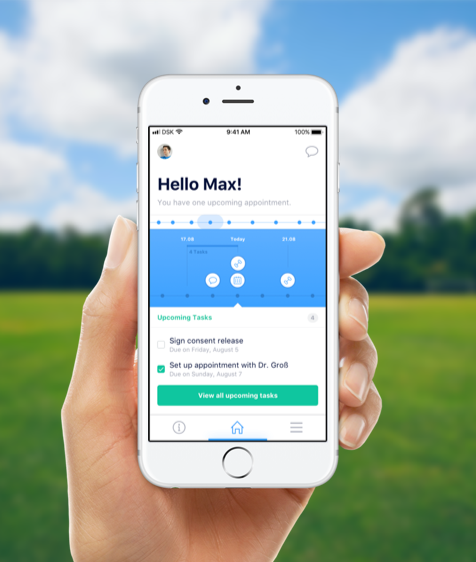 DSK 9:41 AM 100%
Hello Max!
You have one upcoming appointment.
17.08 Today 21.08
4 Tasks
Upcoming Tasks 4
Sign consent release
Due on Friday, August 5
Set up appointment with Dr. Groß
Due on Sunday, August 7
View all upcoming tasks